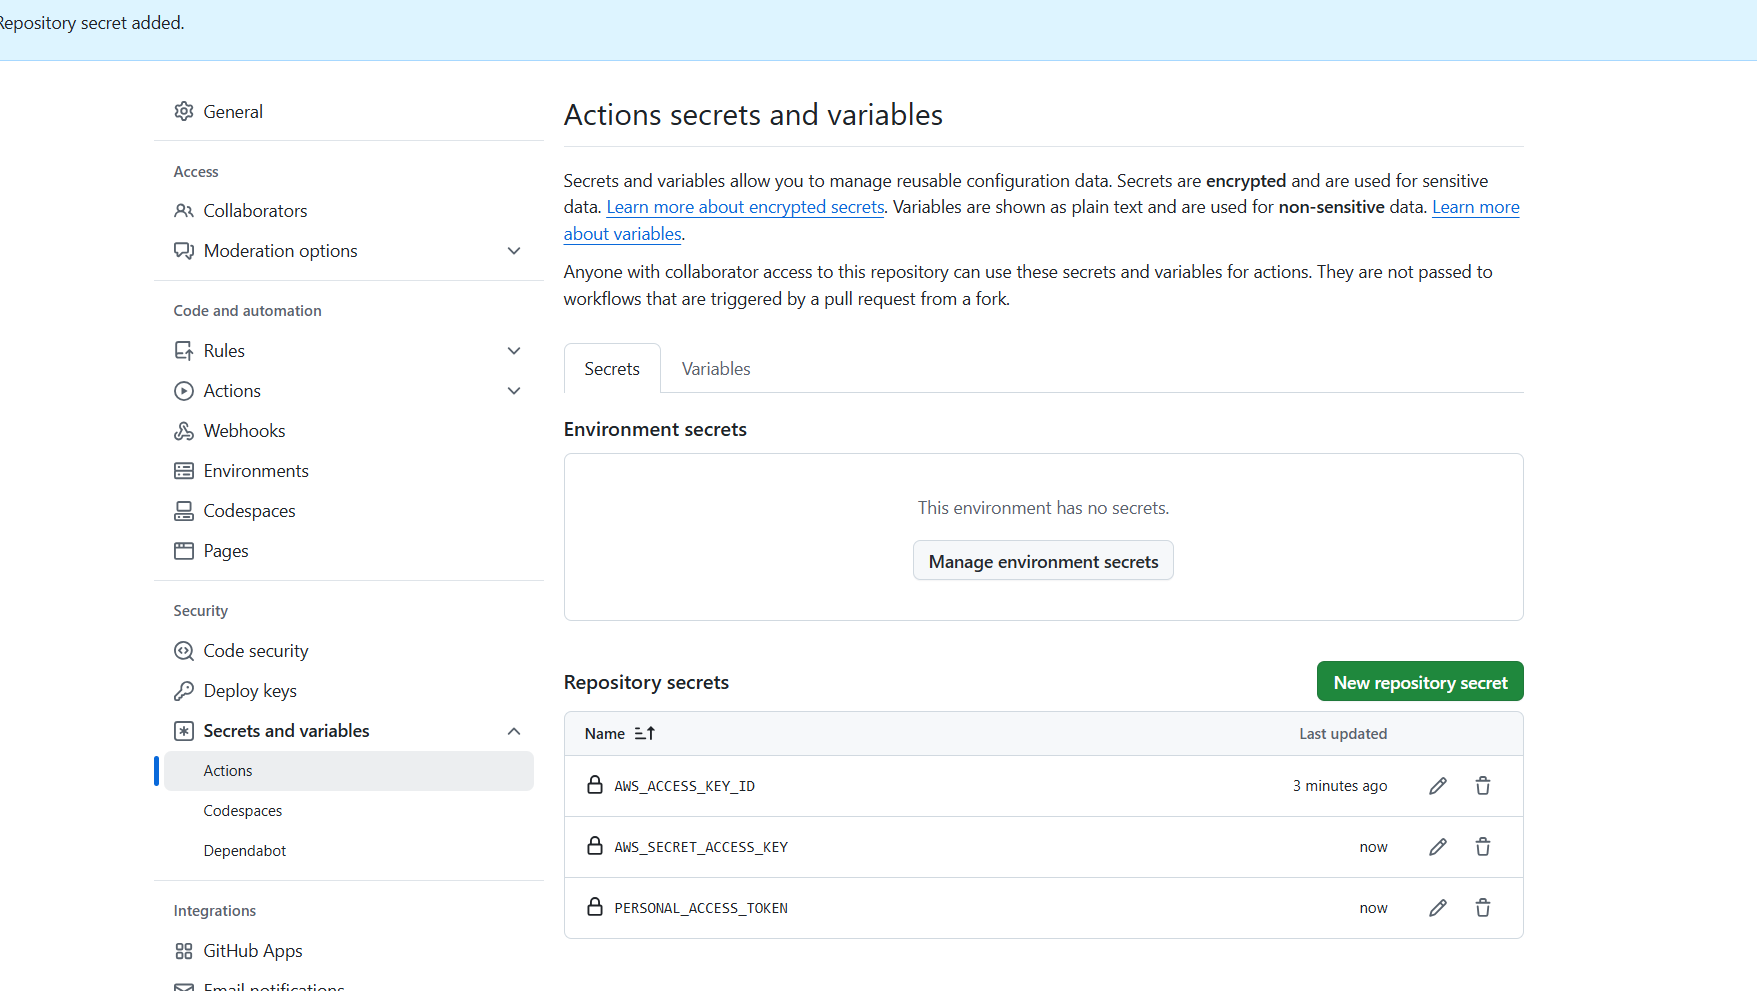 Repository secret added.
General
Access
Collaborators
Moderation options
Code and automation
Rules
Actions
Webhooks
Environments
Codespaces
Pages
Security
Code security
Deploy keys
Secrets and variables
Actions
Codespaces
Dependabot
Integrations
GitHub Apps
Email notifications
Actions secrets and variables
Secrets and variables allow you to manage reusable configuration data. Secrets are encrypted and are used for sensitive
data. Learn more about encrypted secrets. Variables are shown as plain text and are used for non-sensitive data. Learn more
about variables.
Anyone with collaborator access to this repository can use these secrets and variables for actions. They are not passed to
workflows that are triggered by a pull request from a fork.
Secrets Variables
Environment secrets
This environment has no secrets.
Manage environment secrets
Repository secrets New repository secret
Name Last updated
AWS_ACCESS_KEY_ID 3 minutes ago
AWS_SECRET_ACCESS_KEY now
PERSONAL_ACCESS_TOKEN now